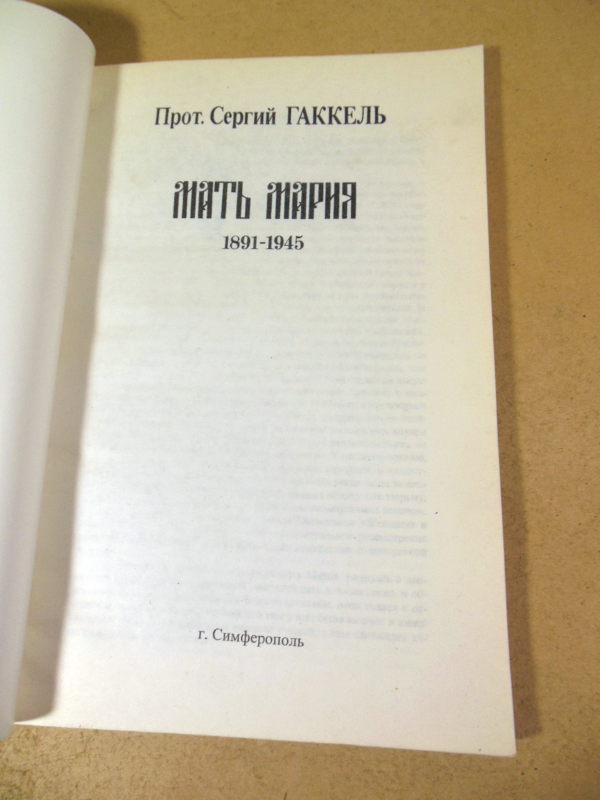 Прот. Сергий ГАККЕЛЬ
МАТЬ МАРИЯ
1891-1945
г. Симферополь